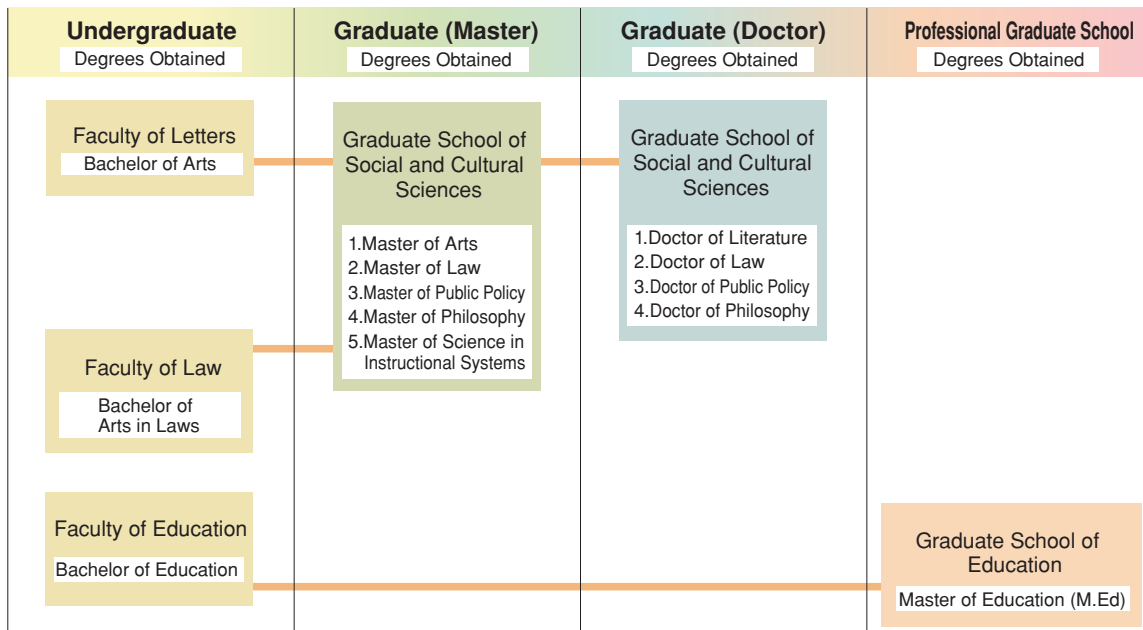 Undergraduate
Degrees Obtained
Graduate (Master)
Degrees Obtained
Graduate (Doctor)
Degrees Obtained
Professional Graduate School
Degrees Obtained
Faculty of Letters
Bachelor of Arts
Graduate School of
Social and Cultural
Sciences
1.Master of Arts
2.Master of Law
3.Master of Public Policy
4.Master of Philosophy
5.Master of Science in
Instructional Systems
Graduate School of
Social and Cultural
Sciences
1.Doctor of Literature
2.Doctor of Law
3.Doctor of Public Policy
4.Doctor of Philosophy
Faculty of Law
Bachelor of
Arts in Laws
Faculty of Education
Bachelor of Education
Graduate School of
Education
Master of Education (M.Ed)